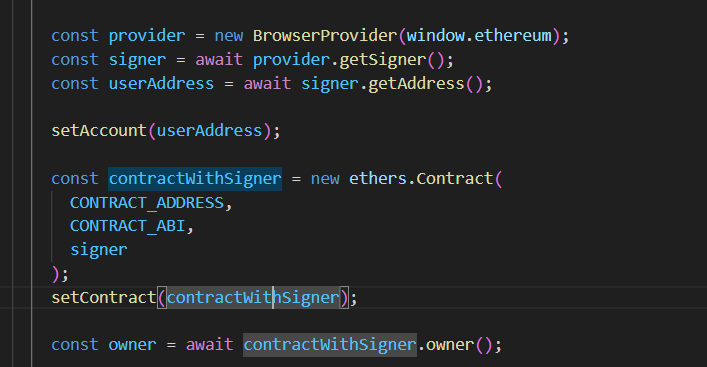 const provider = new BrowserProvider(window.ethereum);
const signer = await provider.getSigner();
const userAddress = await signer.getAddress();
setAccount(userAddress);
const contractWithSigner = new ethers.Contract(
CONTRACT_ADDRESS,
CONTRACT_ABI,
signer
);
setContract(contractWithSigner);
const owner = await contractWithSigner.owner();